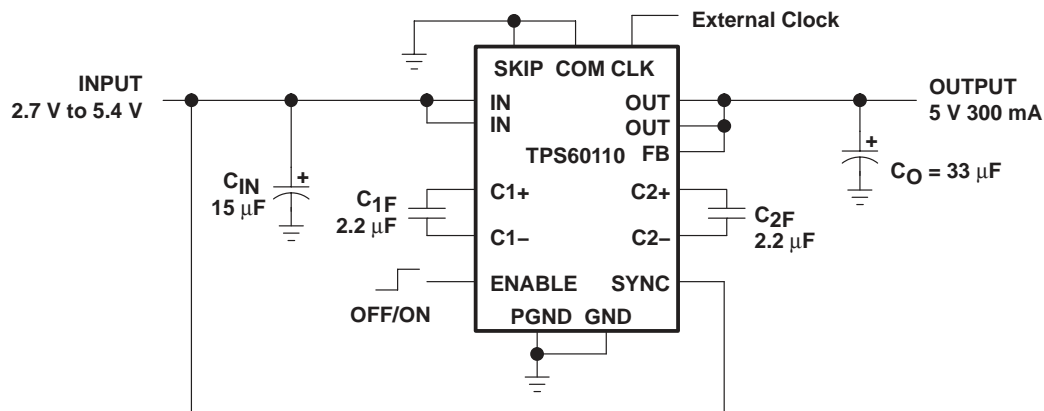 External Clock
SKIP COM CLK
INPUT
2.7 V to 5.4 V
IN
IN
OUT
OUT
FB
TPS60110
OUTPUT
5 V 300 mA
CIN
15 μF
+
C1F
2.2 μF
C1+
C1−
C2+
C2−
C2F
2.2 μF
+
CO = 33 μF
OFF/ON
ENABLE
SYNC
PGND GND